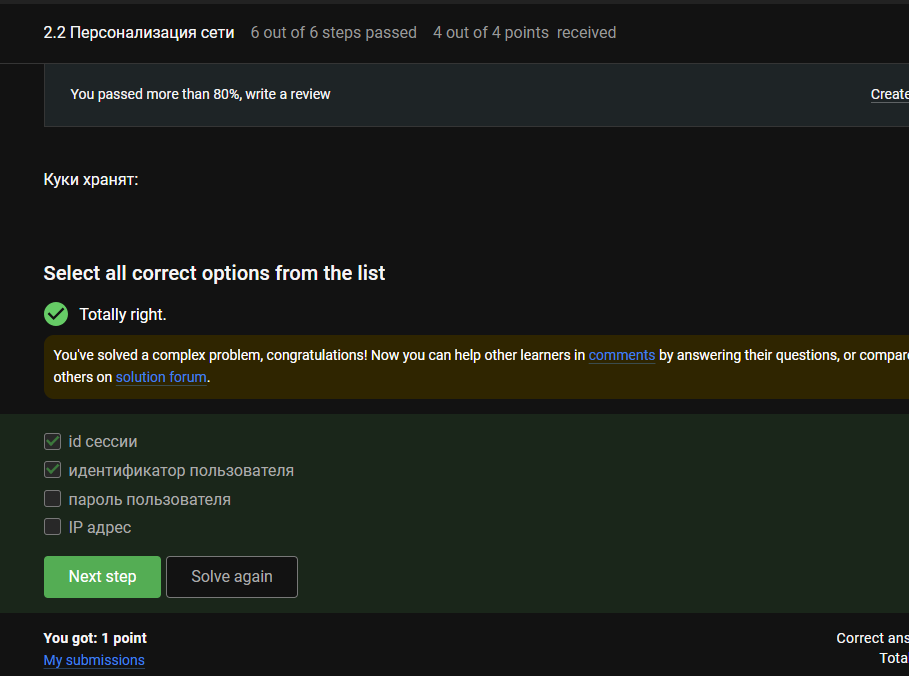 2.2 Персонализация сети 6 out of 6 steps passed 4 out of 4 points received
You passed more than 80%, write a review Create
Куки хранят:
Select all correct options from the list
Totally right.
You've solved a complex problem, congratulations! Now you can help other learners in comments by answering their questions, or compare
others on solution forum.
id сессии
идентификатор пользователя
пароль пользователя
IP адрес
Next step Solve again
You got: 1 point Correct ans
My submissions Tota